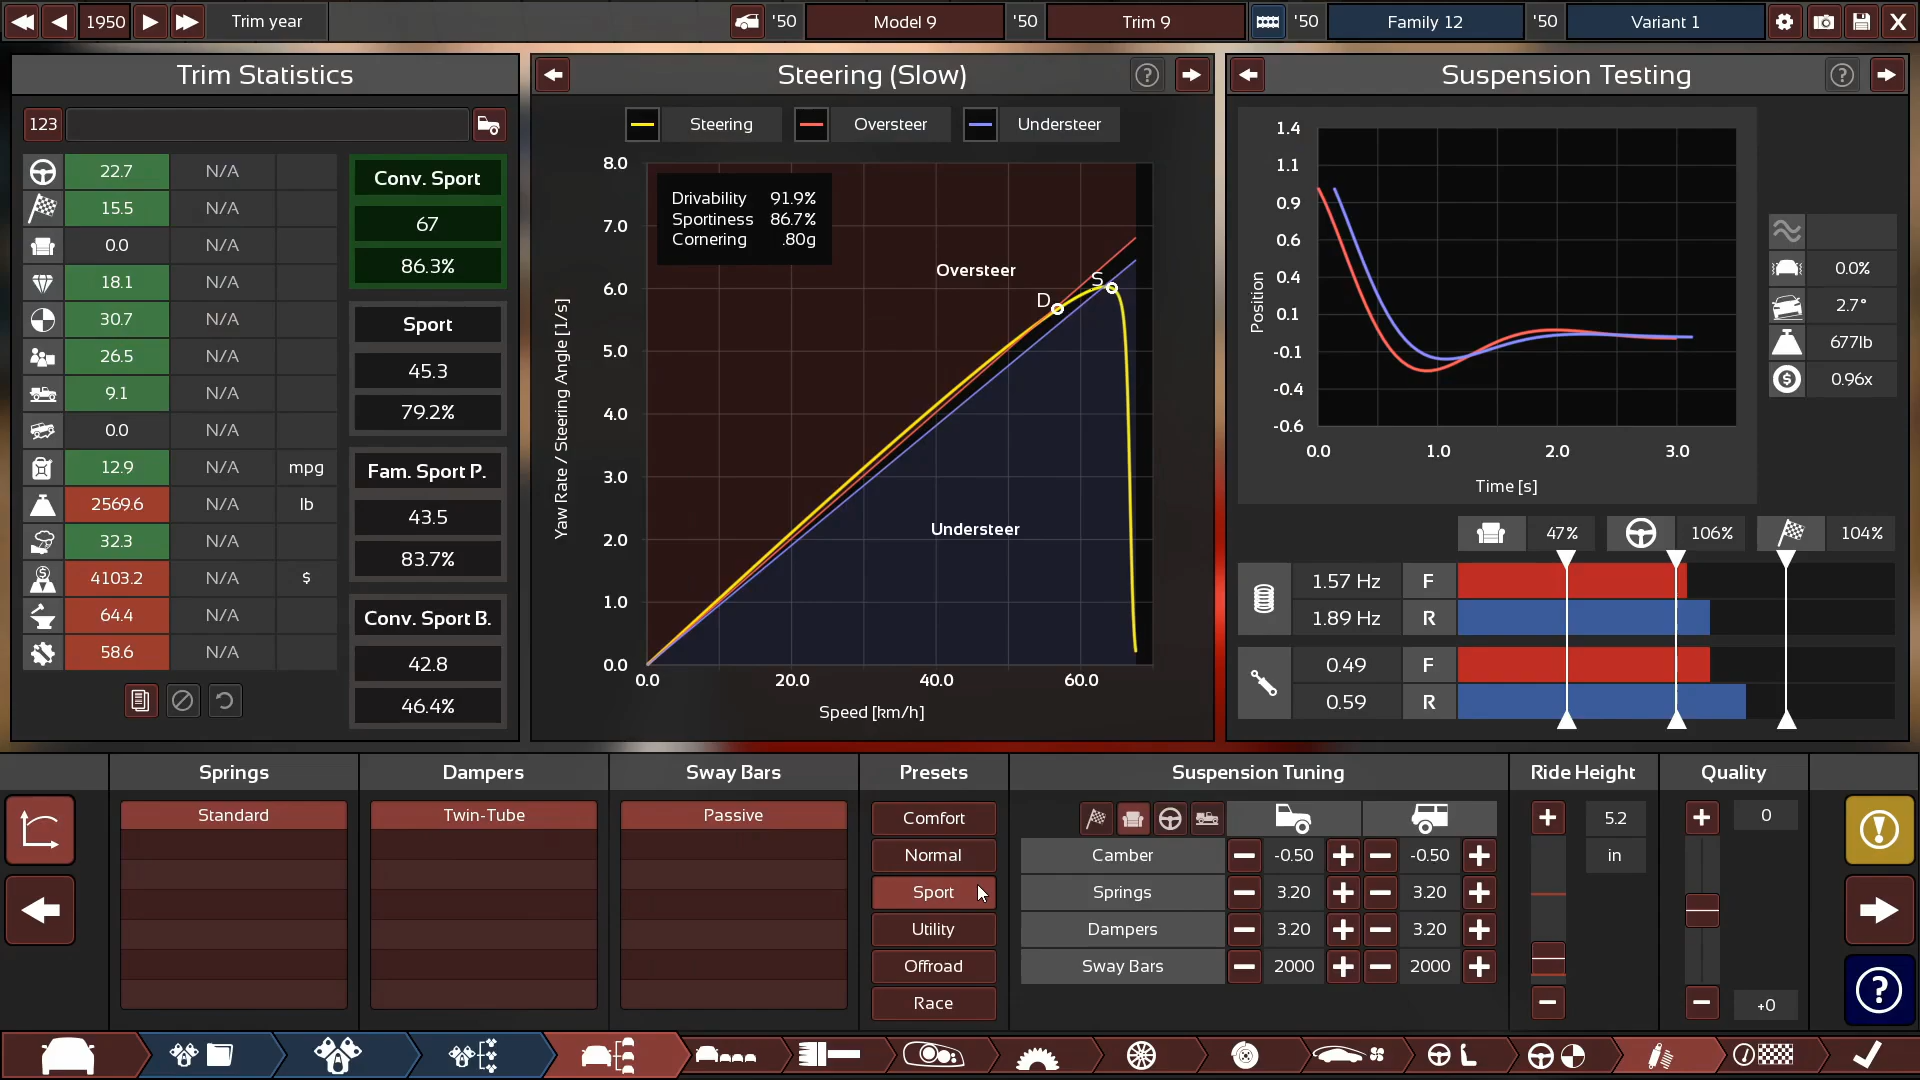 1950
Trim year
'50
Model 9
'50
Trim 9
'50
Family 12
'50
Variant 1
Trim Statistics
123
22.7 N/A
15.5 N/A
0.0 N/A
18.1 N/A
30.7 N/A
26.5 N/A
9.1 N/A
0.0 N/A
12.9 N/A mpg
2569.6 N/A lb
32.3 N/A
4103.2 N/A $
64.4 N/A
58.6 N/A
Conv. Sport
67
86.3%
Sport
45.3
79.2%
Fam. Sport P.
43.5
83.7%
Conv. Sport B.
42.8
46.4%
Steering (Slow)
?
Steering
Oversteer
Understeer
Drivability 91.9%
Sportiness 86.7%
Cornering .80g
Oversteer
D
S
Understeer
8.0
7.0
6.0
5.0
4.0
3.0
2.0
1.0
0.0
0.0 20.0 40.0 60.0
Yaw Rate / Steering Angle [1/s]
Speed [km/h]
Suspension Testing
?
1.4
1.1
0.9
0.6
0.4
0.1
-0.1
-0.4
-0.6
0.0 1.0 2.0 3.0
Position
Time [s]
0.0%
2.7°
677lb
0.96x
47%
106%
104%
1.57 Hz F
1.89 Hz R
0.49 F
0.59 R
Springs
Standard
Dampers
Twin-Tube
Sway Bars
Passive
Presets
Comfort
Normal
Sport
Utility
Offroad
Race
Suspension Tuning
Camber -0.50 -0.50
Springs 3.20 3.20
Dampers 3.20 3.20
Sway Bars 2000 2000
Ride Height
5.2
in
Quality
0
+0
?